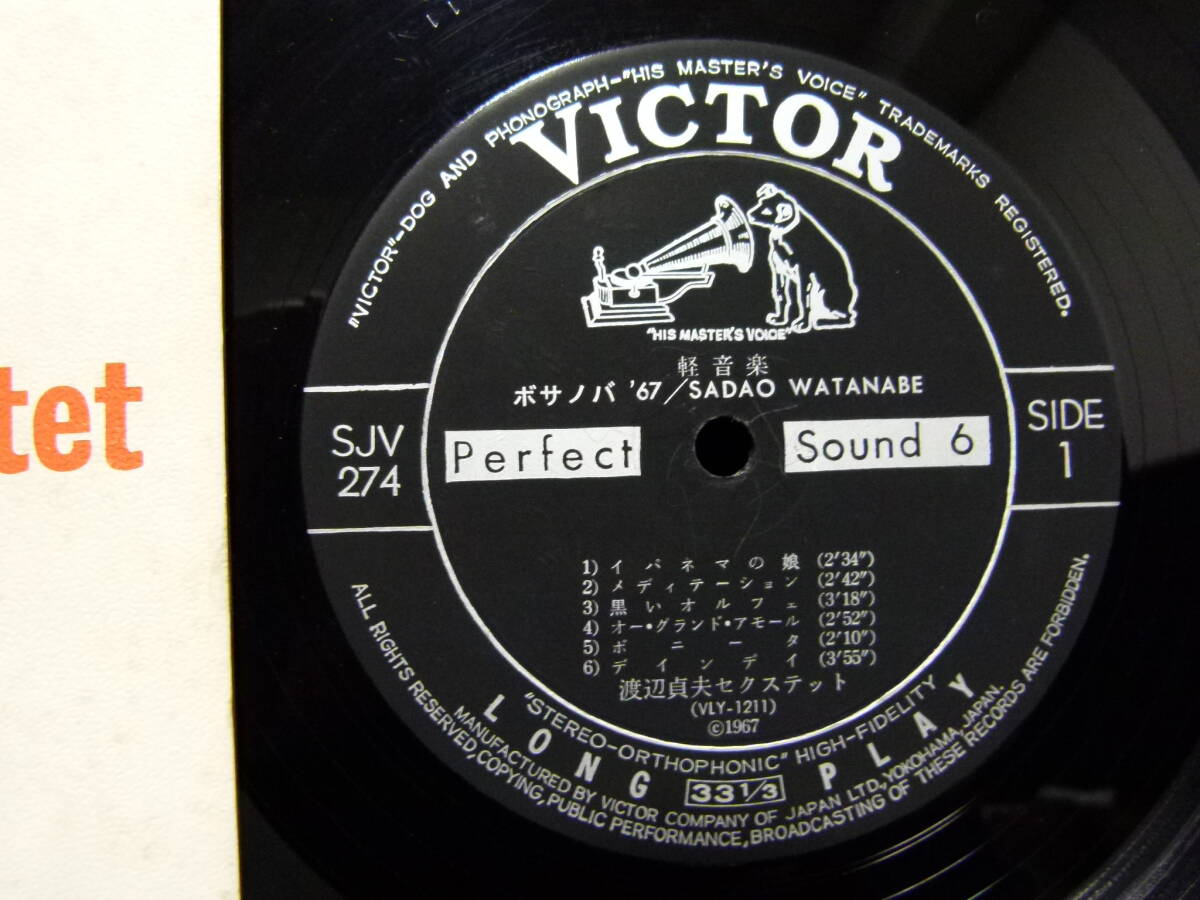 tet
"VICTOR"-DOG AND PHONOGRAPH-"HIS MASTER'S VOICE" TRADEMARKS REGISTERED.
VICTOR
"HIS MASTER'S VOICE"
軽音楽
ボサノバ '67/SADAO WATANABE
SJV
274
Perfect Sound 6
SIDE
1
1) イパネマの娘 (2'34")
2) メディテーション (2'42")
3) 黒いオルフェ (3'18")
4) オー・グランド・アモール (2'52")
5) ボニータ (2'10")
6) デインデイ (3'55")
渡辺貞夫セクステット
(VLY-1211)
©1967
"STEREO-ORTHOPHONIC" HIGH-FIDELITY
LONG 33 1/3 PLAY
MANUFACTURED BY VICTOR COMPANY OF JAPAN LTD., YOKOHAMA, JAPAN.
ALL RIGHTS RESERVED, COPYING, PUBLIC PERFORMANCE, BROADCASTING OF THESE RECORDS ARE FORBIDDEN.